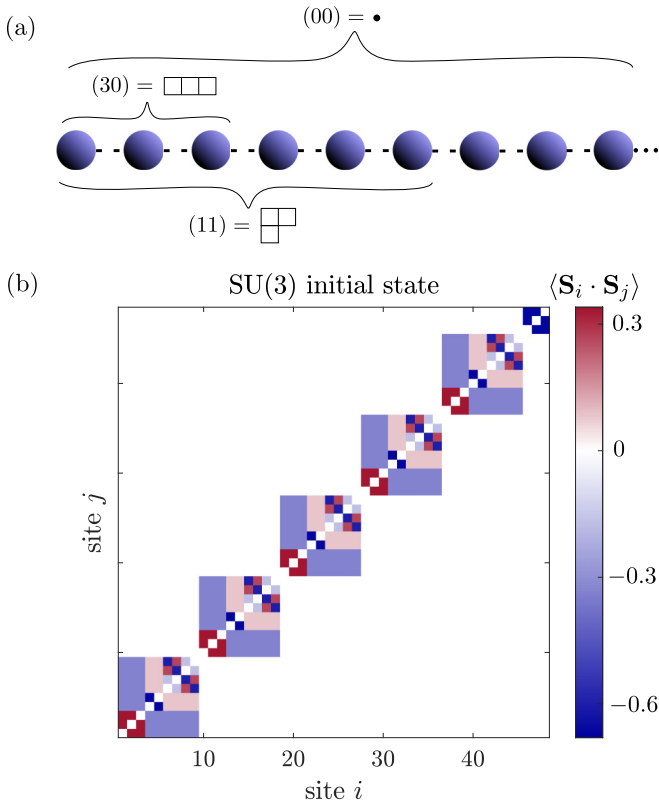 (a)
(00) = •
(30) =
(11) =
(b)
SU(3) initial state
⟨S_i · S_j⟩
0.3
0
−0.3
−0.6
site j
10
20
30
40
site i